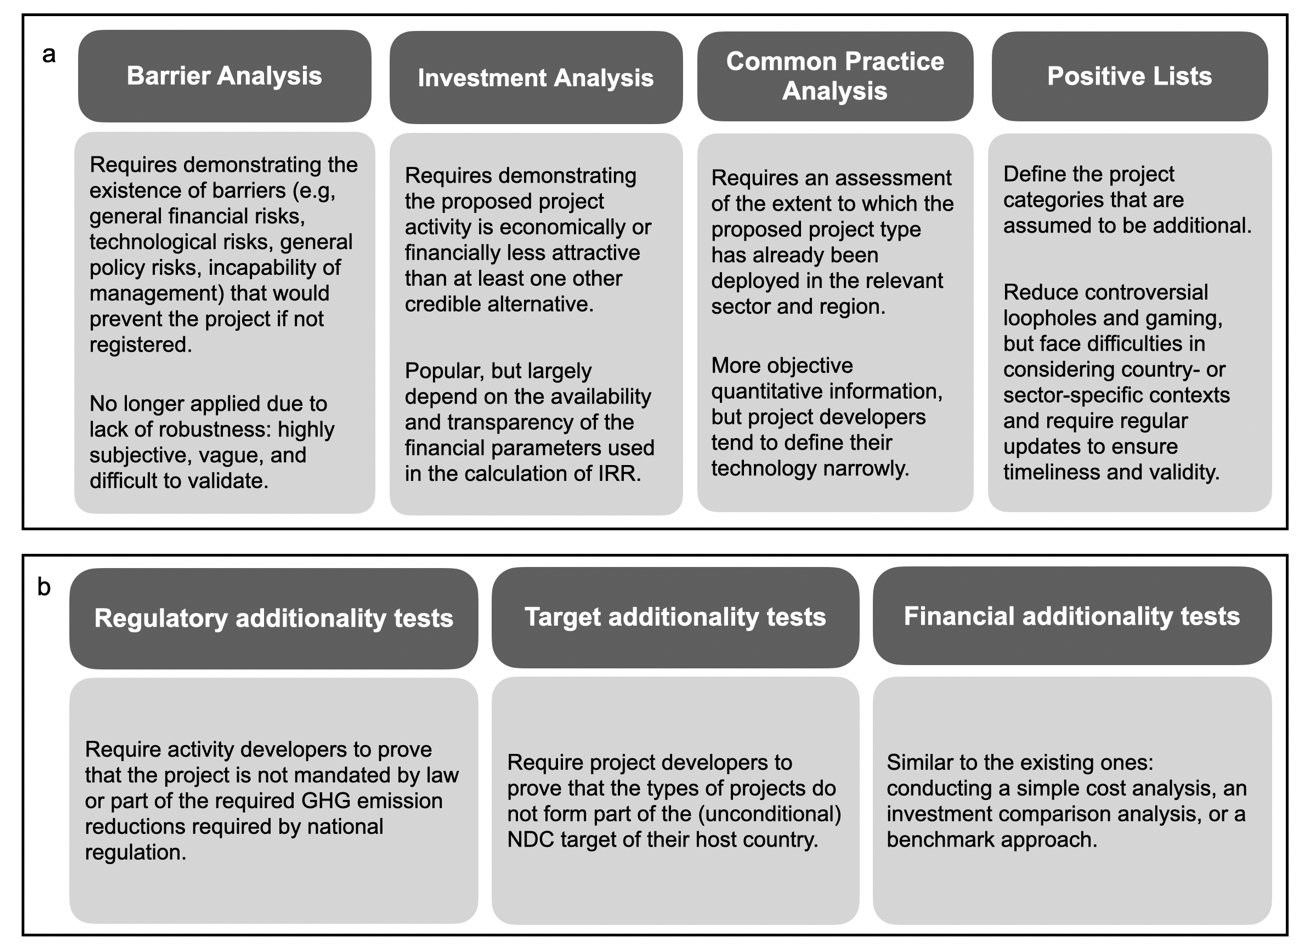 a
Barrier Analysis
Requires demonstrating the
existence of barriers (e.g,
general financial risks,
technological risks, general
policy risks, incapability of
management) that would
prevent the project if not
registered.
No longer applied due to
lack of robustness: highly
subjective, vague, and
difficult to validate.
Investment Analysis
Requires demonstrating
the proposed project
activity is economically or
financially less attractive
than at least one other
credible alternative.
Popular, but largely
depend on the availability
and transparency of the
financial parameters used
in the calculation of IRR.
Common Practice
Analysis
Requires an assessment
of the extent to which the
proposed project type
has already been
deployed in the relevant
sector and region.
More objective
quantitative information,
but project developers
tend to define their
technology narrowly.
Positive Lists
Define the project
categories that are
assumed to be additional.
Reduce controversial
loopholes and gaming,
but face difficulties in
considering country- or
sector-specific contexts
and require regular
updates to ensure
timeliness and validity.
b
Regulatory additionality tests
Require activity developers to prove
that the project is not mandated by law
or part of the required GHG emission
reductions required by national
regulation.
Target additionality tests
Require project developers to
prove that the types of projects do
not form part of the (unconditional)
NDC target of their host country.
Financial additionality tests
Similar to the existing ones:
conducting a simple cost analysis, an
investment comparison analysis, or a
benchmark approach.